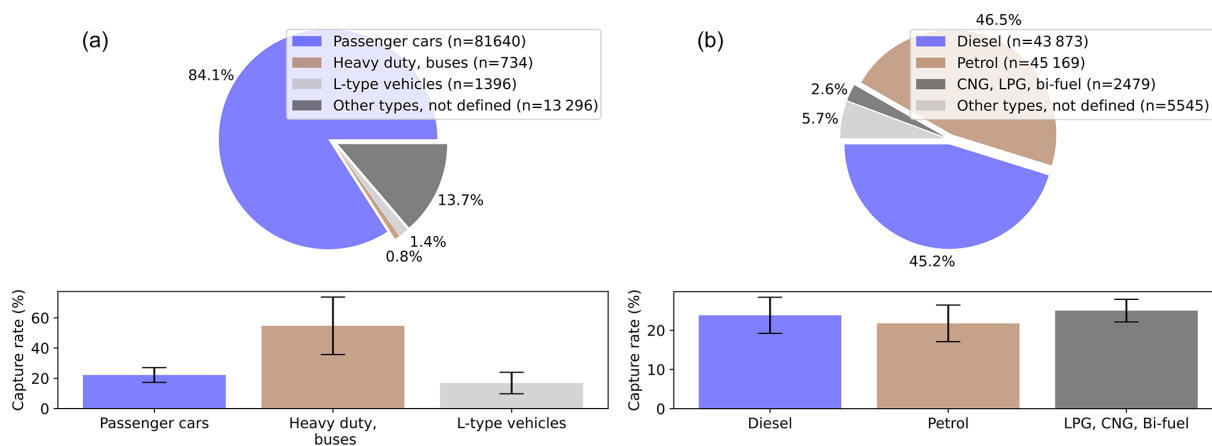 (a)
Passenger cars (n=81640)
Heavy duty, buses (n=734)
L-type vehicles (n=1396)
Other types, not defined (n=13 296)
84.1%
13.7%
1.4%
0.8%
Capture rate (%)
60
40
20
0
Passenger cars
Heavy duty,
buses
L-type vehicles
(b)
46.5%
Diesel (n=43 873)
Petrol (n=45 169)
CNG, LPG, bi-fuel (n=2479)
Other types, not defined (n=5545)
2.6%
5.7%
45.2%
Capture rate (%)
20
10
0
Diesel
Petrol
LPG, CNG, Bi-fuel